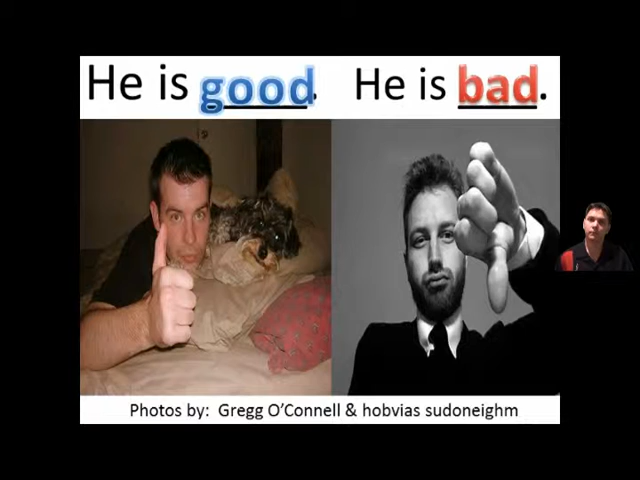 He is good. He is bad.
Photos by: Gregg O'Connell & hobvias sudoneighm